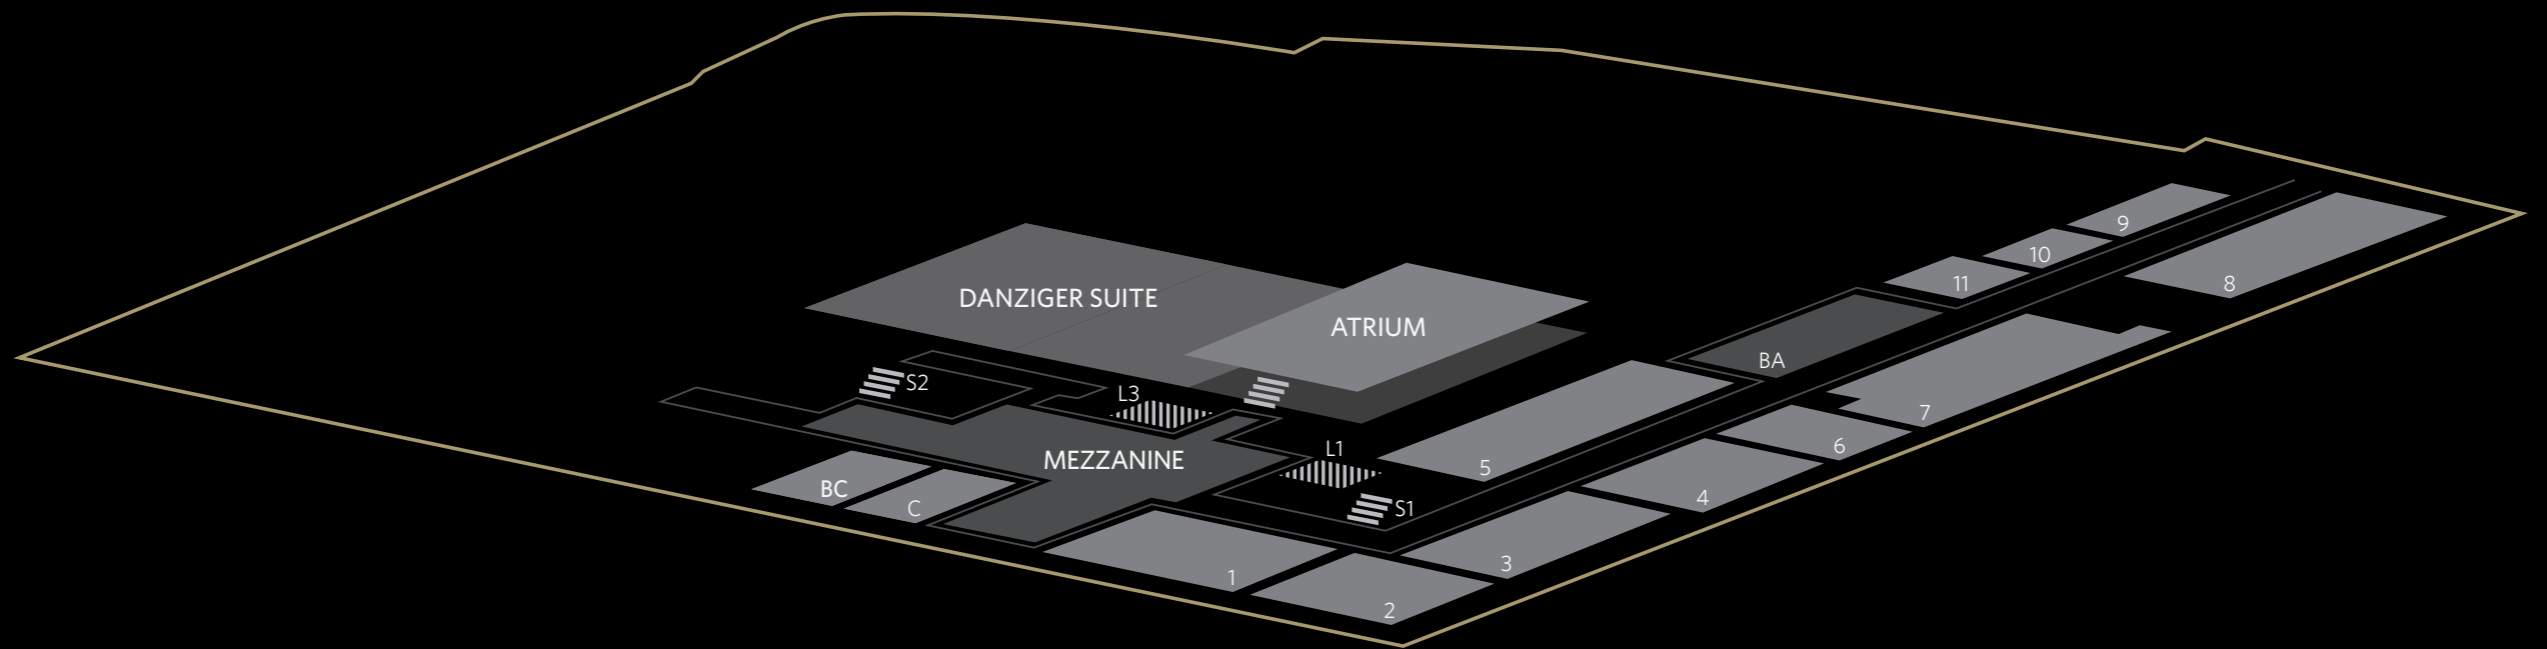 9
10
11
8
DANZIGER SUITE
ATRIUM
BA
S2
L3
7
6
L1
MEZZANINE
5
BC
4
C
S1
3
1
2